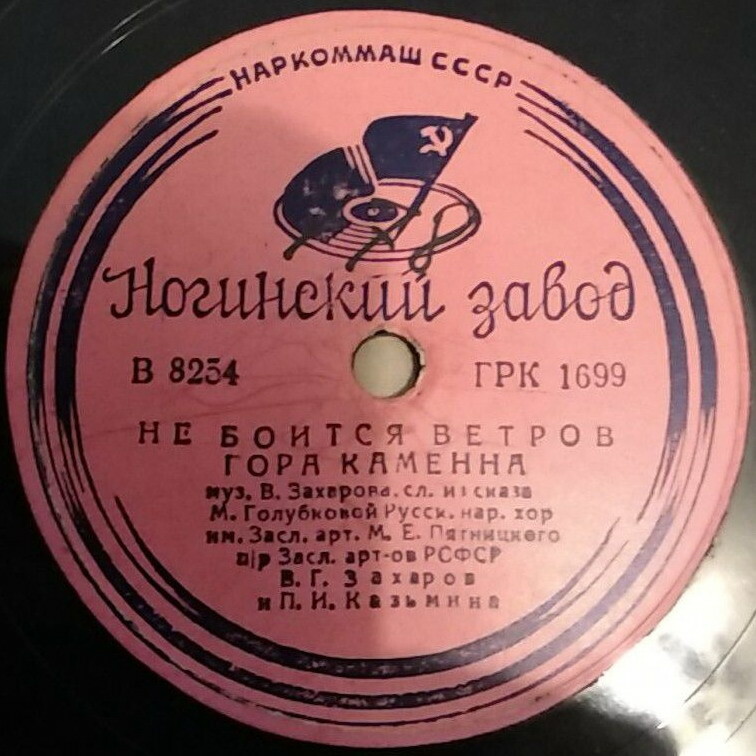 НАРКОММАШ СССР
Ногинский завод
В 8254 ГРК 1699
НЕ БОИТСЯ ВЕТРОВ
ГОРА КАМЕННА
муз. В. Захарова. сл. из сказа
М. Голубковой Русск. нар. хор
им. Засл. арт. М. Е. Пятницкого
п/р Засл. арт-ов РСФСР
В. Г. Захаров
и П. И. Казьмина